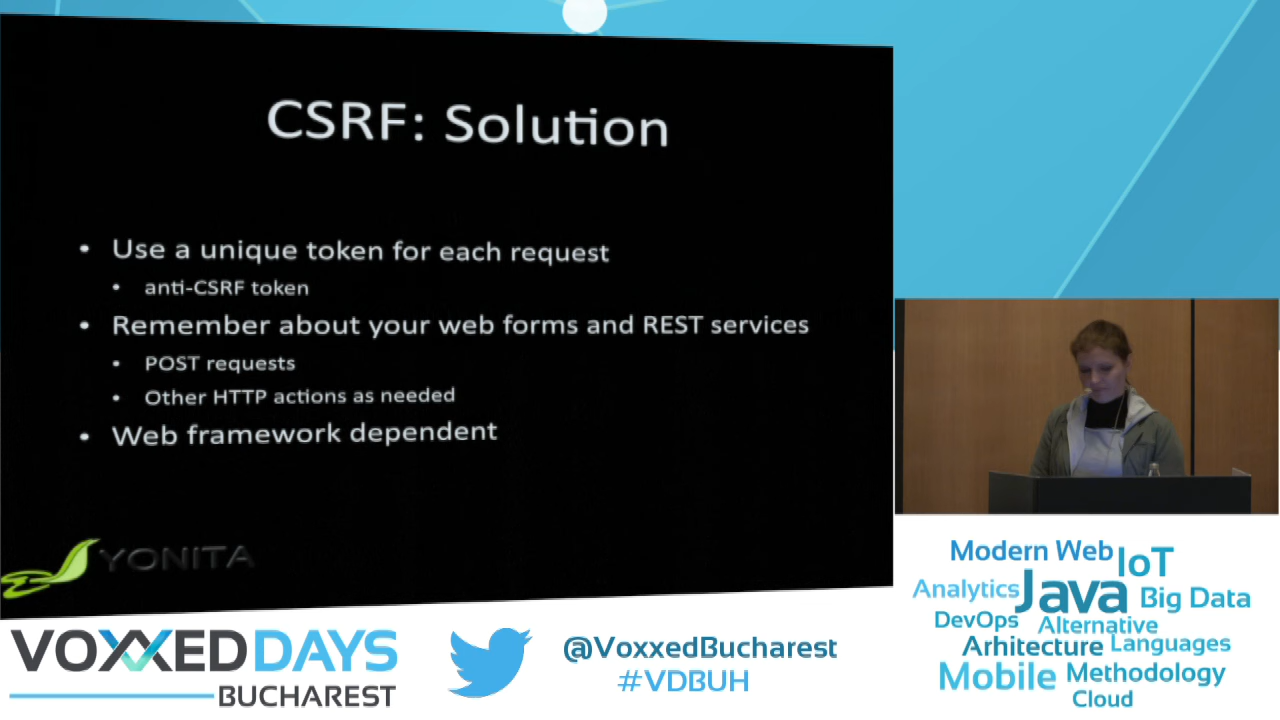 CSRF: Solution
• Use a unique token for each request
• anti-CSRF token
• Remember about your web forms and REST services
• POST requests
• Other HTTP actions as needed
• Web framework dependent
YONITA
VOXXED DAYS
BUCHAREST
@VoxxedBucharest
#VDBUH
Modern Web
IoT
Analytics
Java
Big Data
DevOps
Alternative
Arhitecture
Languages
Mobile
Methodology
Cloud